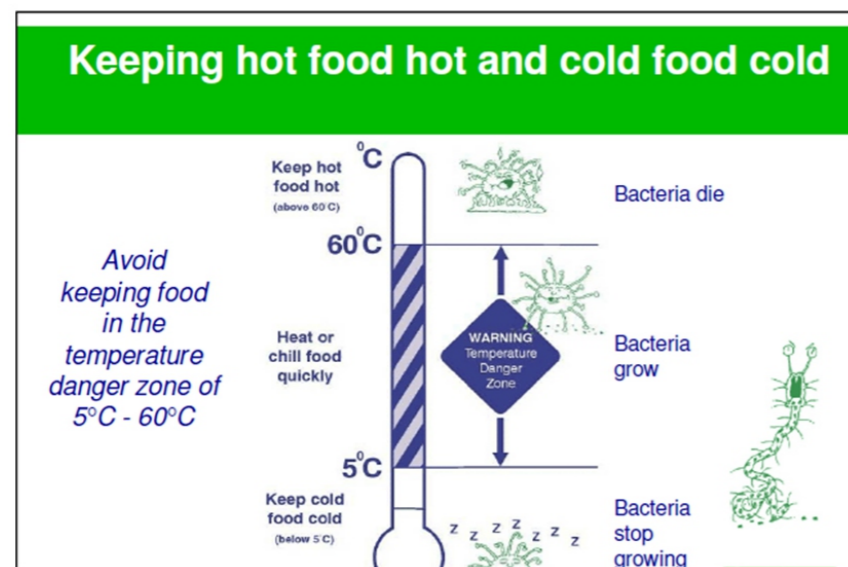 Keeping hot food hot and cold food cold
°C
Keep hot
food hot
(above 60°C)
Bacteria die
60°C
Avoid
keeping food
in the
temperature
danger zone of
5°C - 60°C
Heat or
chill food
quickly
WARNING
Temperature
Danger
Zone
Bacteria
grow
5°C
Keep cold
food cold
(below 5°C)
z z z z z z z
Bacteria
stop
growing